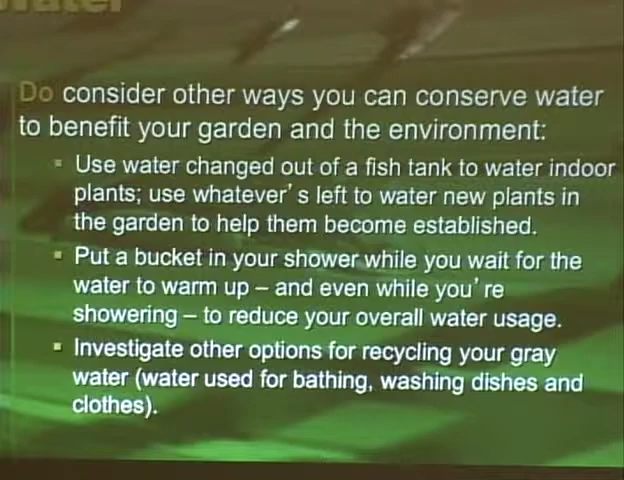 Water
Do consider other ways you can conserve water
to benefit your garden and the environment:
Use water changed out of a fish tank to water indoor
plants; use whatever's left to water new plants in
the garden to help them become established.
Put a bucket in your shower while you wait for the
water to warm up – and even while you're
showering – to reduce your overall water usage.
Investigate other options for recycling your gray
water (water used for bathing, washing dishes and
clothes).